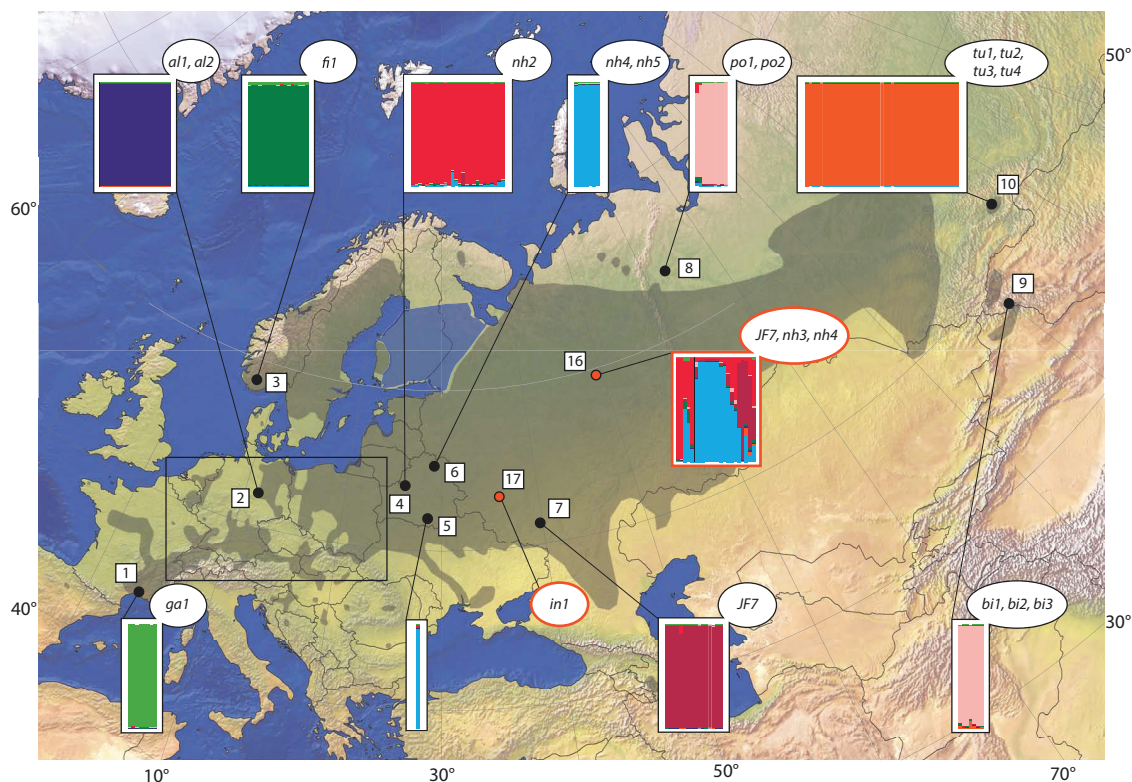 al1, al2
fi1
nh2
nh4, nh5
po1, po2
tu1, tu2,
tu3, tu4
50°
60°
10
8
9
JF7, nh3, nh4
16
3
6
17
2
4
7
5
1
40°
ga1
in1
JF7
bi1, bi2, bi3
30°
10°
30°
50°
70°